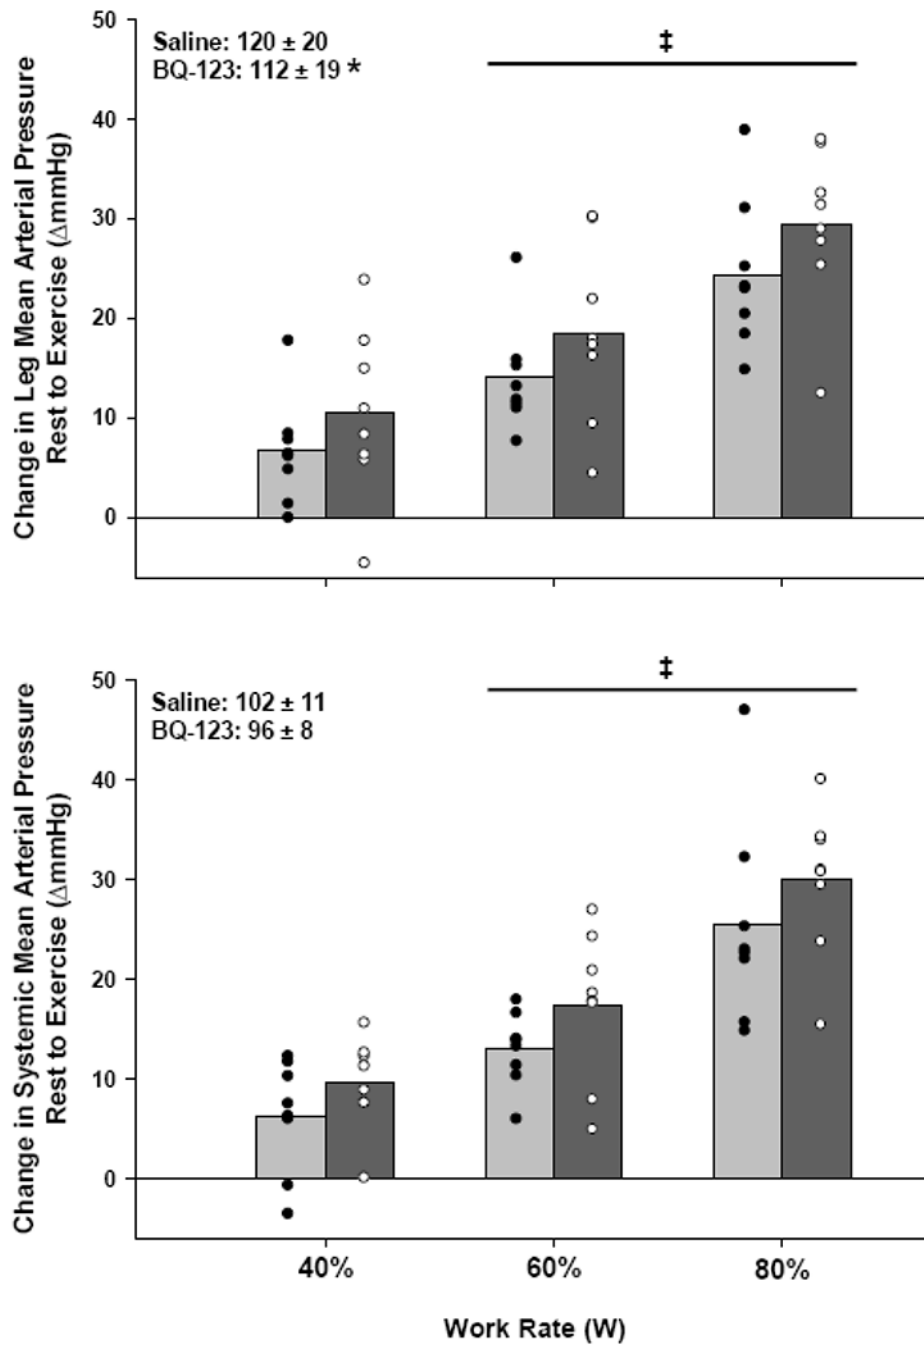 Change in Leg Mean Arterial Pressure
Rest to Exercise (ΔmmHg)
50
40
30
20
10
0
Saline: 120 ± 20
BQ-123: 112 ± 19 *
‡
Change in Systemic Mean Arterial Pressure
Rest to Exercise (ΔmmHg)
50
40
30
20
10
0
Saline: 102 ± 11
BQ-123: 96 ± 8
‡
40% 60% 80%
Work Rate (W)